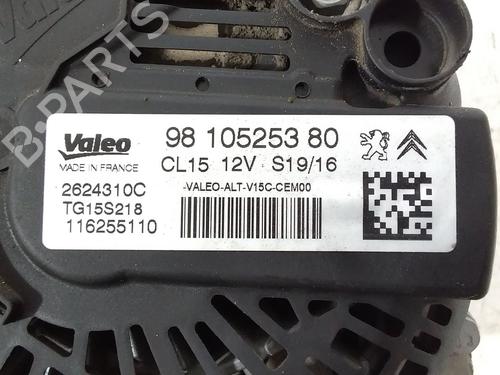 Valeo
B-PARTS
Valeo
MADE IN FRANCE
98 105253 80
CL15 12V S19/16
2624310C
-VALEO-ALT-V15C-CEM00
TG15S218
116255110